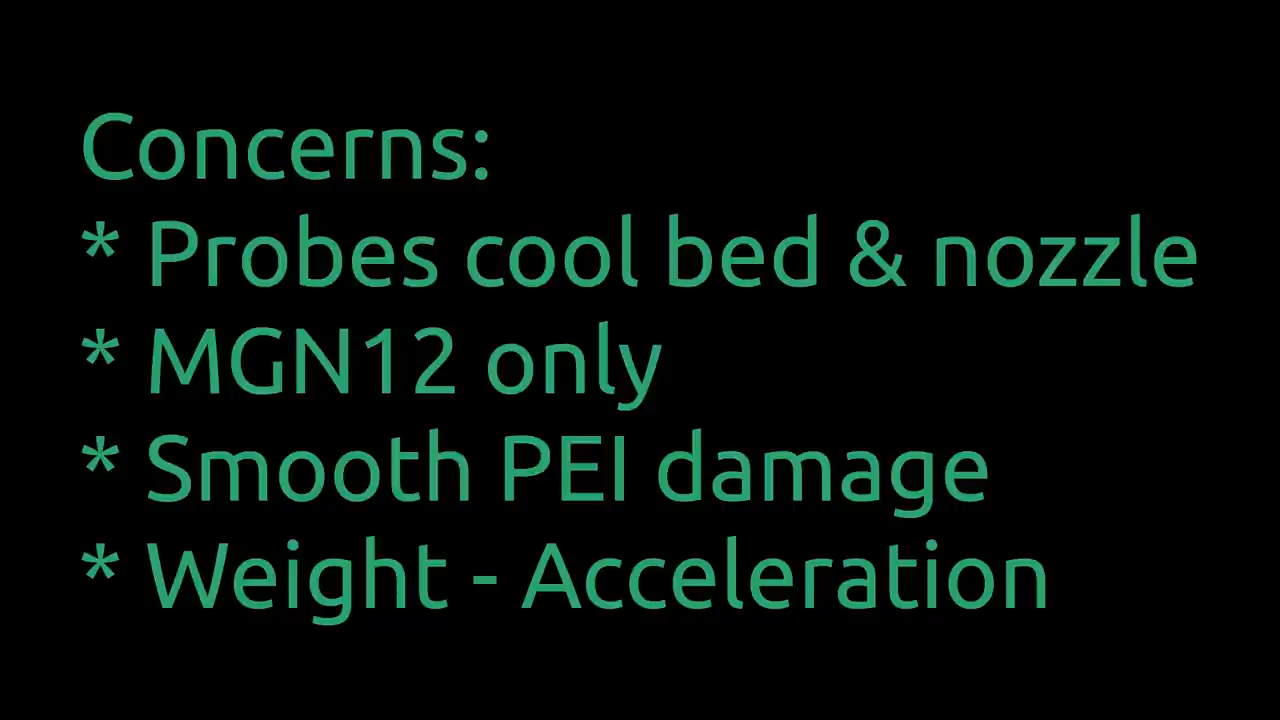 Concerns:
* Probes cool bed & nozzle
* MGN12 only
* Smooth PEI damage
* Weight - Acceleration